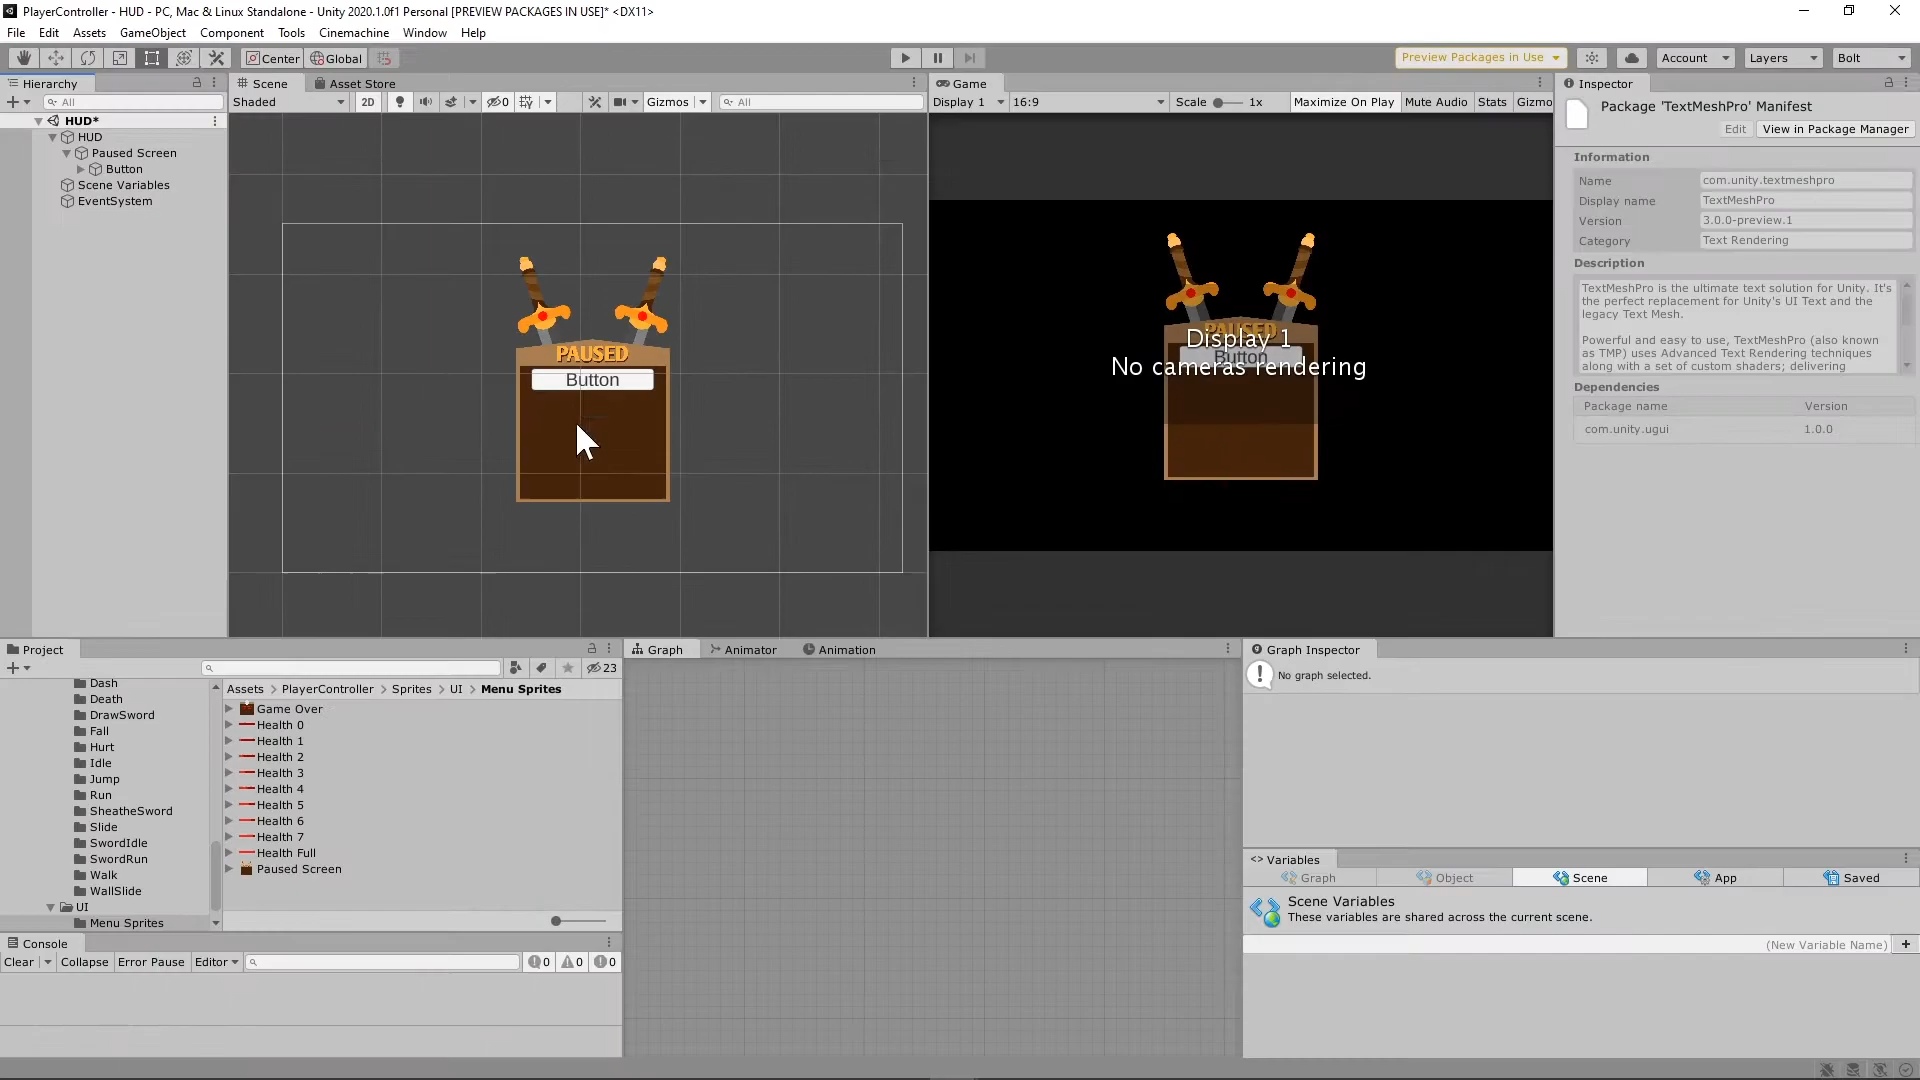 PlayerController - HUD - PC, Mac & Linux Standalone - Unity 2020.1.0f1 Personal [PREVIEW PACKAGES IN USE]* <DX11>
File Edit Assets GameObject Component Tools Cinemachine Window Help
Center Global Preview Packages in Use Account Layers Bolt
Hierarchy
All
HUD*
HUD
Paused Screen
Button
Scene Variables
EventSystem
Scene Asset Store
Shaded 2D 0 Gizmos All
PAUSED
Button
Game
Display 1 16:9 Scale 1x Maximize On Play Mute Audio Stats Gizmo
PAUSED
Button
Display 1
No cameras rendering
Inspector
Package 'TextMeshPro' Manifest
Edit View in Package Manager
Information
Name com.unity.textmeshpro
Display name TextMeshPro
Version 3.0.0-preview.1
Category Text Rendering
Description
TextMeshPro is the ultimate text solution for Unity. It's
the perfect replacement for Unity's UI Text and the
legacy Text Mesh.
Powerful and easy to use, TextMeshPro (also known
as TMP) uses Advanced Text Rendering techniques
along with a set of custom shaders; delivering
Dependencies
Package name Version
com.unity.ugui 1.0.0
Project
23
Dash
Death
DrawSword
Fall
Hurt
Idle
Jump
Run
SheatheSword
Slide
SwordIdle
SwordRun
Walk
WallSlide
UI
Menu Sprites
Assets > PlayerController > Sprites > UI > Menu Sprites
Game Over
Health 0
Health 1
Health 2
Health 3
Health 4
Health 5
Health 6
Health 7
Health Full
Paused Screen
Console
Clear Collapse Error Pause Editor 0 0 0
Graph Animator Animation
Graph Inspector
No graph selected.
<> Variables
Graph Object Scene App Saved
Scene Variables
These variables are shared across the current scene.
(New Variable Name) +